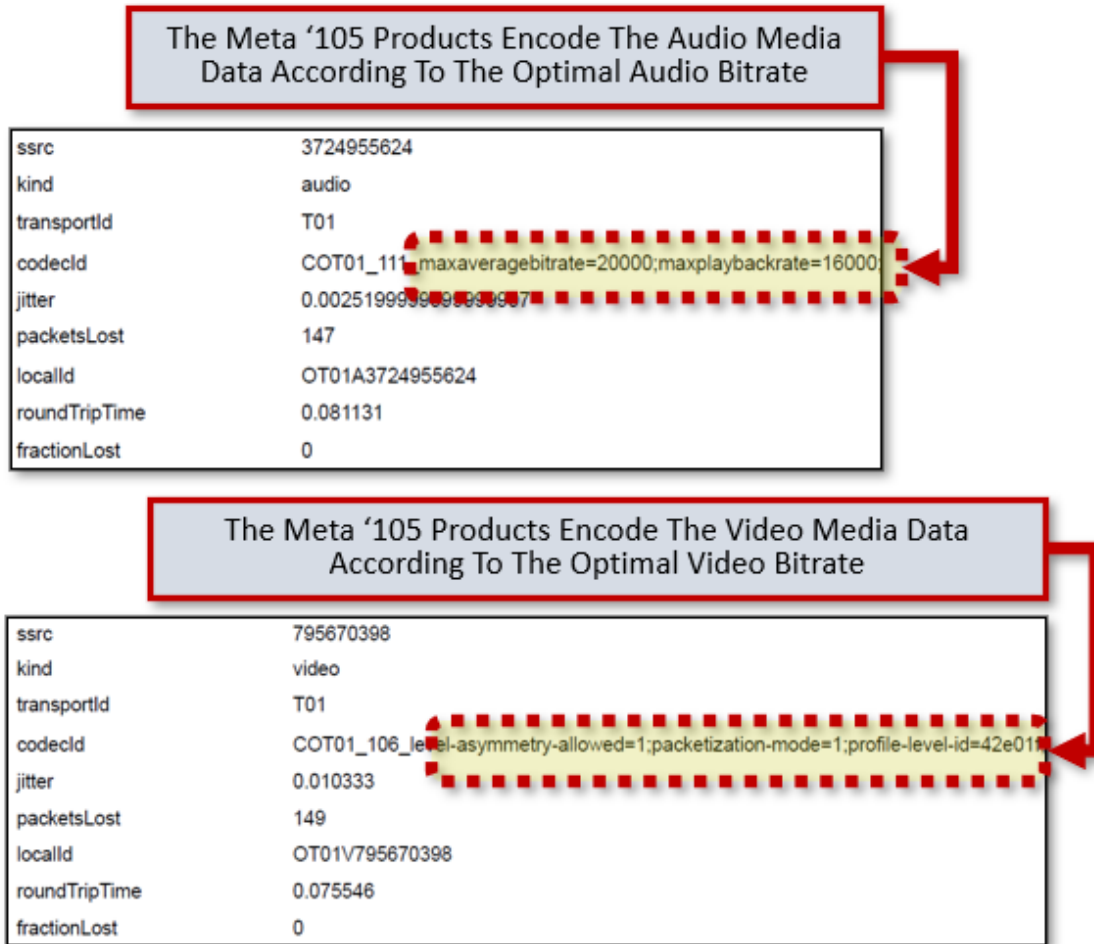 The Meta ‘105 Products Encode The Audio Media
Data According To The Optimal Audio Bitrate
ssrc 3724955624
kind audio
transportId T01
codecId COT01_111_maxaveragebitrate=20000;maxplaybackrate=16000;
jitter
packetsLost 147
localId OT01A3724955624
roundTripTime 0.081131
fractionLost 0
The Meta ‘105 Products Encode The Video Media Data
According To The Optimal Video Bitrate
ssrc 795670398
kind video
transportId T01
codecId COT01_106_level-asymmetry-allowed=1;packetization-mode=1;
jitter 0.010333
packetsLost 149
localId OT01V795670398
roundTripTime 0.075546
fractionLost 0